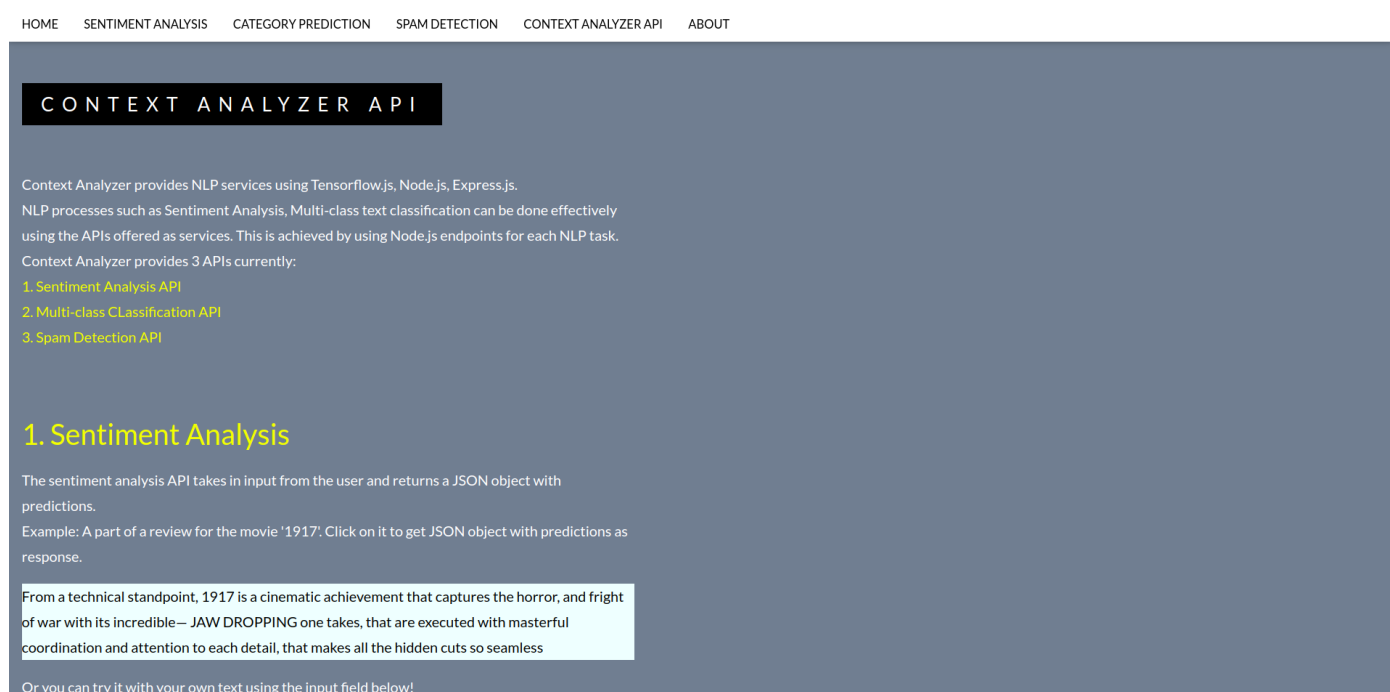 HOME SENTIMENT ANALYSIS CATEGORY PREDICTION SPAM DETECTION CONTEXT ANALYZER API ABOUT
CONTEXT ANALYZER API
Context Analyzer provides NLP services using Tensorflow.js, Node.js, Express.js.
NLP processes such as Sentiment Analysis, Multi-class text classification can be done effectively
using the APIs offered as services. This is achieved by using Node.js endpoints for each NLP task.
Context Analyzer provides 3 APIs currently:
1. Sentiment Analysis API
2. Multi-class CLassification API
3. Spam Detection API
1. Sentiment Analysis
The sentiment analysis API takes in input from the user and returns a JSON object with
predictions.
Example: A part of a review for the movie '1917'. Click on it to get JSON object with predictions as
response.
From a technical standpoint, 1917 is a cinematic achievement that captures the horror, and fright
of war with its incredible— JAW DROPPING one takes, that are executed with masterful
coordination and attention to each detail, that makes all the hidden cuts so seamless
Or you can try it with your own text using the input field below!